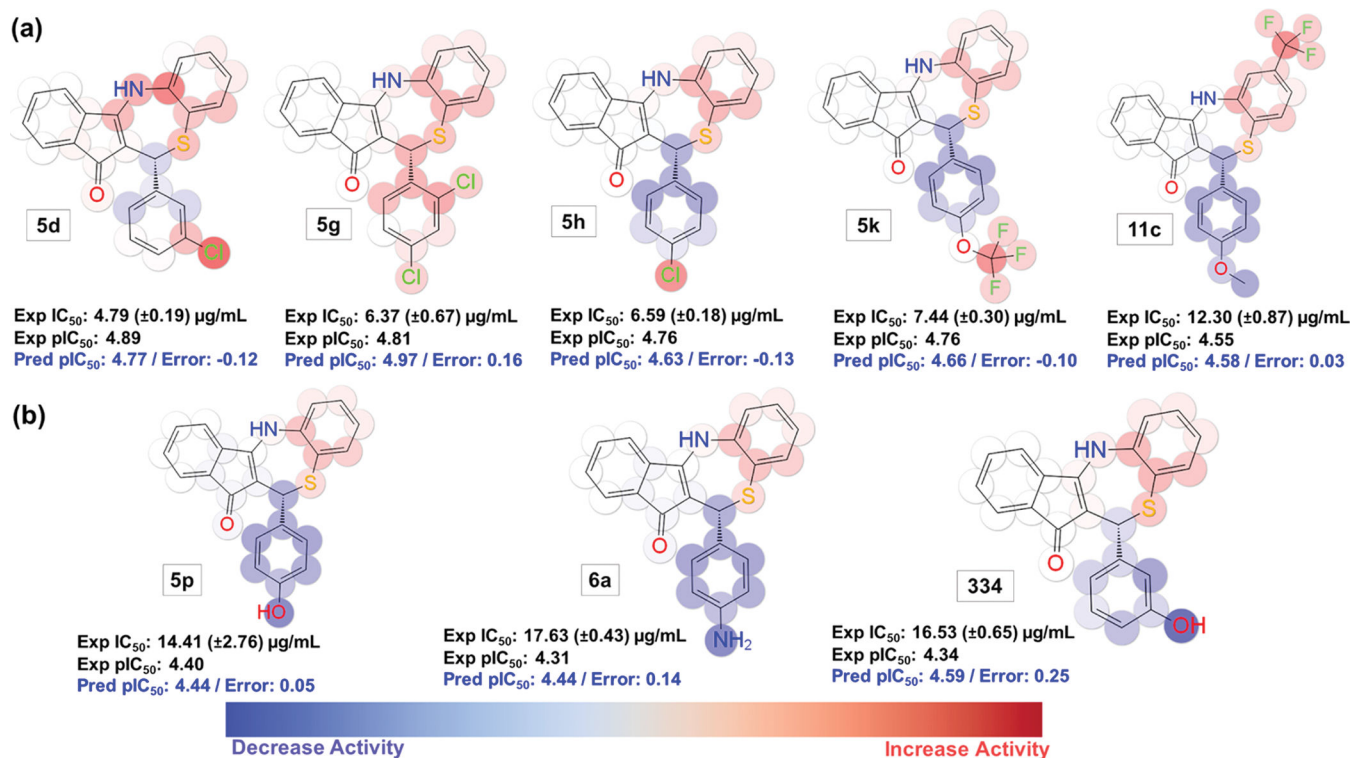 (a)
HN
S
O
Cl
5d
HN
S
O
Cl
Cl
5g
HN
S
O
Cl
5h
HN
S
O
O
F
F
F
5k
F
F
F
HN
S
O
O
11c
Exp IC50: 4.79 (±0.19) µg/mL
Exp pIC50: 4.89
Pred pIC50: 4.77 / Error: -0.12
Exp IC50: 6.37 (±0.67) µg/mL
Exp pIC50: 4.81
Pred pIC50: 4.97 / Error: 0.16
Exp IC50: 6.59 (±0.18) µg/mL
Exp pIC50: 4.76
Pred pIC50: 4.63 / Error: -0.13
Exp IC50: 7.44 (±0.30) µg/mL
Exp pIC50: 4.76
Pred pIC50: 4.66 / Error: -0.10
Exp IC50: 12.30 (±0.87) µg/mL
Exp pIC50: 4.55
Pred pIC50: 4.58 / Error: 0.03
(b)
HN
S
O
5p
HO
HN
S
O
6a
NH2
HN
S
O
334
OH
Exp IC50: 14.41 (±2.76) µg/mL
Exp pIC50: 4.40
Pred pIC50: 4.44 / Error: 0.05
Exp IC50: 17.63 (±0.43) µg/mL
Exp pIC50: 4.31
Pred pIC50: 4.44 / Error: 0.14
Exp IC50: 16.53 (±0.65) µg/mL
Exp pIC50: 4.34
Pred pIC50: 4.59 / Error: 0.25
Decrease Activity
Increase Activity